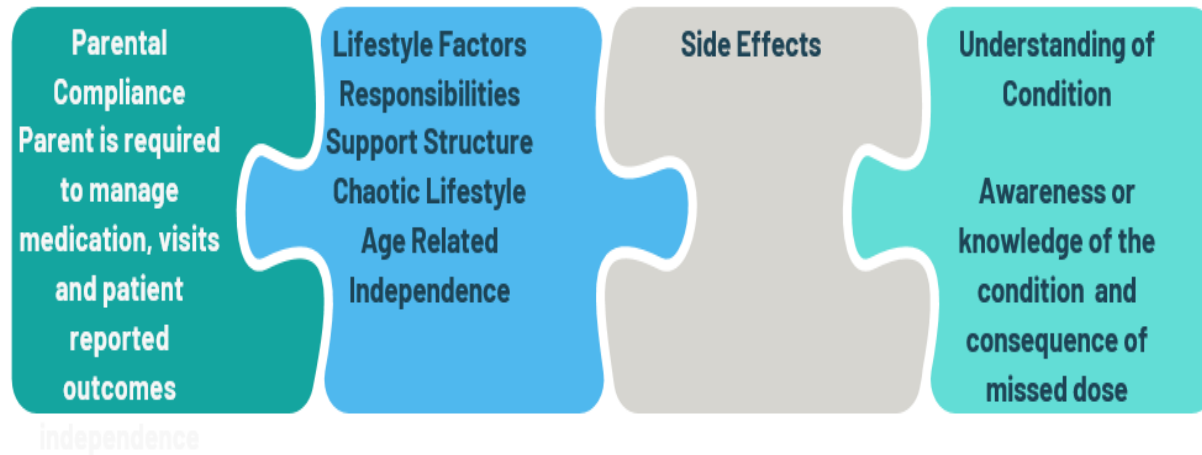 Parental
Compliance
Parent is required
to manage
medication, visits
and patient
reported
outcomes
independence
Lifestyle Factors
Responsibilities
Support Structure
Chaotic Lifestyle
Age Related
Independence
Side Effects
Understanding of
Condition
Awareness or
knowledge of the
condition and
consequence of
missed dose